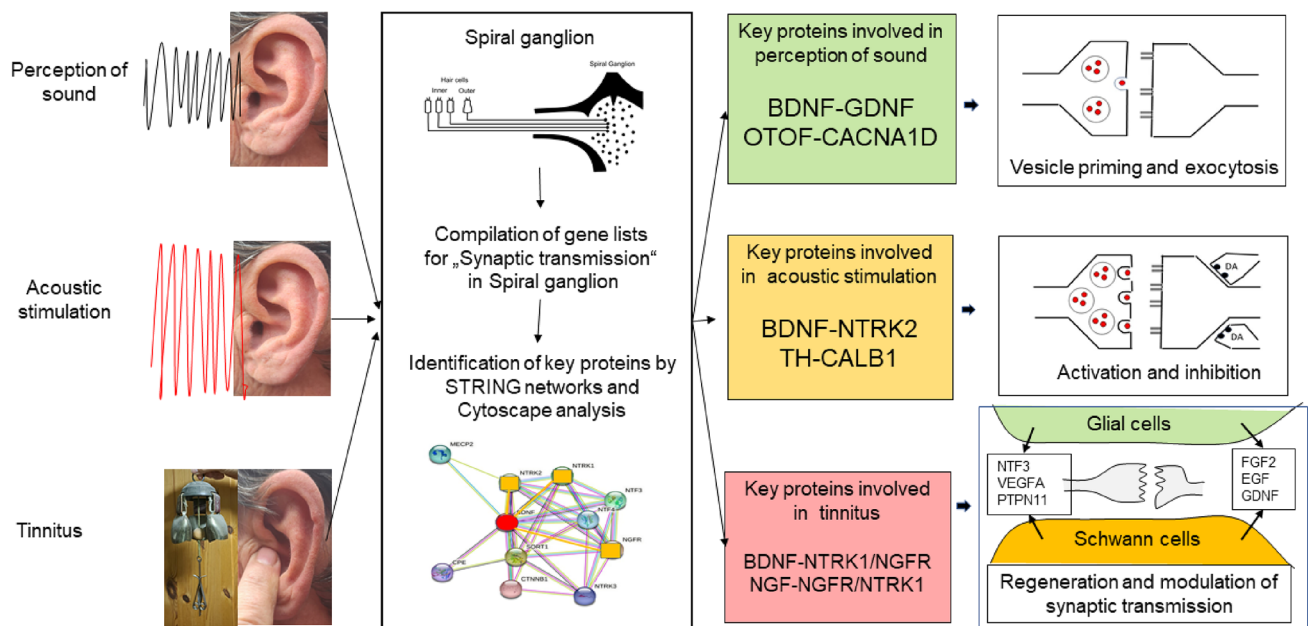 Perception of
sound
Acoustic
stimulation
Tinnitus
Spiral ganglion
Spiral Ganglion
Hair cells
Inner Outer
Compilation of gene lists
for „Synaptic transmission“
in Spiral ganglion
Identification of key proteins by
STRING networks and
Cytoscape analysis
MECP2
NTRK2
NTRK1
NTF3
BDNF
NTF4
SORT1
NGFR
CPE
CTNNB1
NTRK3
Key proteins involved in
perception of sound
BDNF-GDNF
OTOF-CACNA1D
Vesicle priming and exocytosis
Key proteins involved
in acoustic stimulation
BDNF-NTRK2
TH-CALB1
DA
DA
Activation and inhibition
Key proteins involved
in tinnitus
BDNF-NTRK1/NGFR
NGF-NGFR/NTRK1
Glial cells
NTF3
VEGFA
PTPN11
FGF2
EGF
GDNF
Schwann cells
Regeneration and modulation of
synaptic transmission